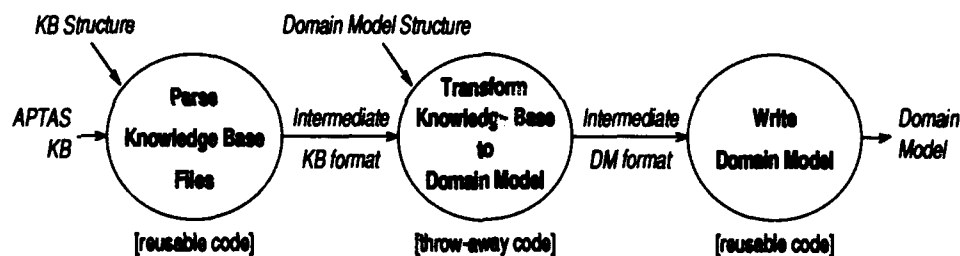 KB Structure
Domain Model Structure
APTAS
KB
Parse
Knowledge Base
Files
Intermediate
KB format
Transform
Knowledg~ Base
to
Domain Model
Intermediate
DM format
Write
Domain Model
Domain
Model
[reusable code]
[throw-away code]
[reusable code]